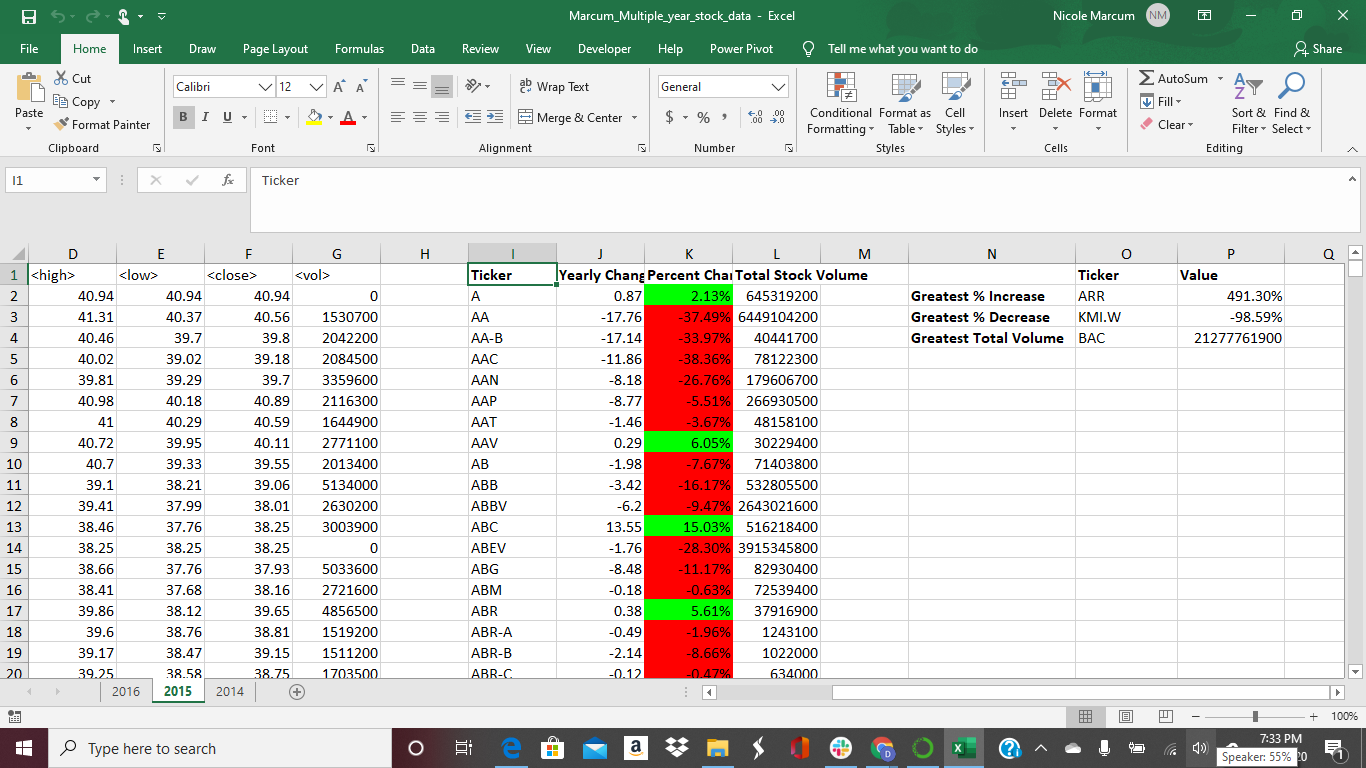 Marcum_Multiple_year_stock_data - Excel
Nicole Marcum NM
File Home Insert Draw Page Layout Formulas Data Review View Developer Help Power Pivot Tell me what you want to do Share
Paste
Cut
Copy
Format Painter
Clipboard
Calibri 12
B I U A
Font
Wrap Text
Merge & Center
Alignment
General
$ % ,
Number
Conditional Formatting
Format as Table
Cell Styles
Styles
Insert Delete Format
Cells
AutoSum
Fill
Clear
Sort & Filter
Find & Select
Editing
I1 fx Ticker
D E F G H I J K L M N O P Q
1 <high> <low> <close> <vol> Ticker Yearly Chang Percent Cha Total Stock Volume Ticker Value
2 40.94 40.94 40.94 0 A 0.87 2.13% 645319200 Greatest % Increase ARR 491.30%
3 41.31 40.37 40.56 1530700 AA -17.76 -37.49% 6449104200 Greatest % Decrease KMI.W -98.59%
4 40.46 39.7 39.8 2042200 AA-B -17.14 -33.97% 40441700 Greatest Total Volume BAC 21277761900
5 40.02 39.02 39.18 2084500 AAC -11.86 -38.36% 78122300
6 39.81 39.29 39.7 3359600 AAN -8.18 -26.76% 179606700
7 40.98 40.18 40.89 2116300 AAP -8.77 -5.51% 266930500
8 41 40.29 40.59 1644900 AAT -1.46 -3.67% 48158100
9 40.72 39.95 40.11 2771100 AAV 0.29 6.05% 30229400
10 40.7 39.33 39.55 2013400 AB -1.98 -7.67% 71403800
11 39.1 38.21 39.06 5134000 ABB -3.42 -16.17% 532805500
12 39.41 37.99 38.01 2630200 ABBV -6.2 -9.47% 2643021600
13 38.46 37.76 38.25 3003900 ABC 13.55 15.03% 516218400
14 38.25 38.25 38.25 0 ABEV -1.76 -28.30% 3915345800
15 38.66 37.76 37.93 5033600 ABG -8.48 -11.17% 82930400
16 38.41 37.68 38.16 2721600 ABM -0.18 -0.63% 72539400
17 39.86 38.12 39.65 4856500 ABR 0.38 5.61% 37916900
18 39.6 38.76 38.81 1519200 ABR-A -0.49 -1.96% 1243100
19 39.17 38.47 39.15 1511200 ABR-B -2.14 -8.66% 1022000
20 39.25 38.58 38.75 1703500 ABR-C -0.12 -0.47% 634000
2016 2015 2014
100%
Type here to search
7:33 PM
Speaker: 55%